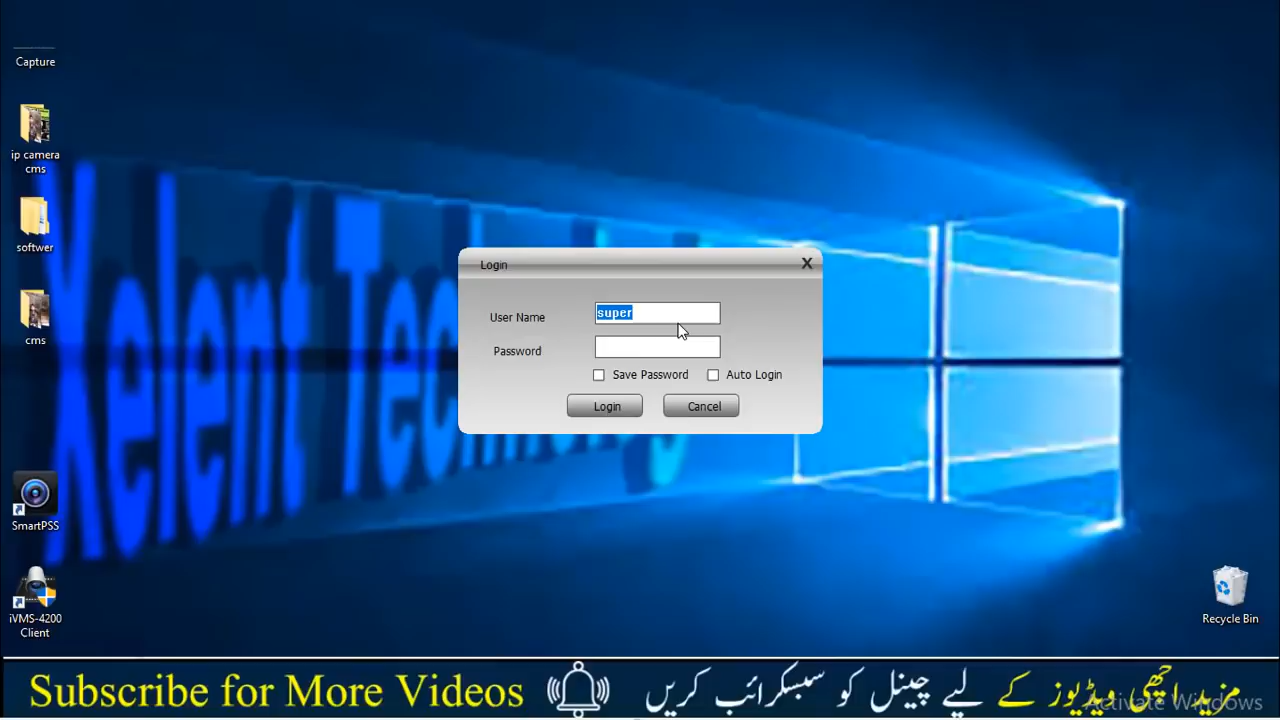 Capture
ip camera
cms
softwer
cms
SmartPSS
iVMS-4200
Client
Xelent Technology
Login
X
User Name
super
Password
Save Password
Auto Login
Login
Cancel
Recycle Bin
Subscribe for More Videos
مزید اچھی ویڈیوز کے لیے چینل کو سبسکرائب کریں
Activate Windows